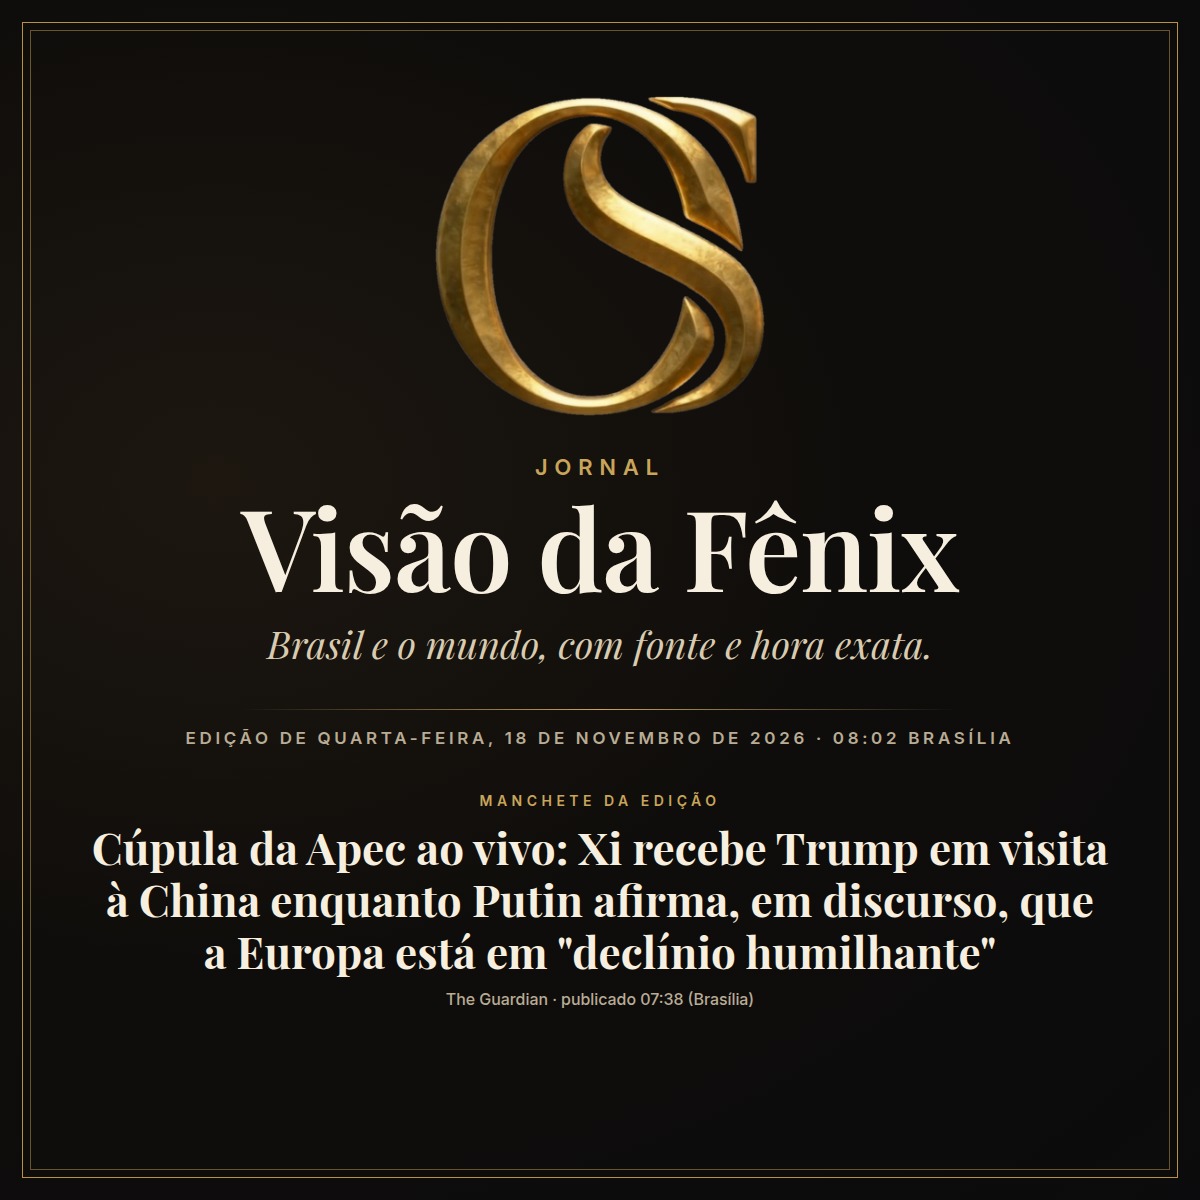 CS
JORNAL
Visão da Fênix
Brasil e o mundo, com fonte e hora exata.
EDIÇÃO DE QUARTA-FEIRA, 18 DE NOVEMBRO DE 2026 · 08:02 BRASÍLIA
MANCHETE DA EDIÇÃO
Cúpula da Apec ao vivo: Xi recebe Trump em visita
à China enquanto Putin afirma, em discurso, que
a Europa está em "declínio humilhante"
The Guardian · publicado 07:38 (Brasília)